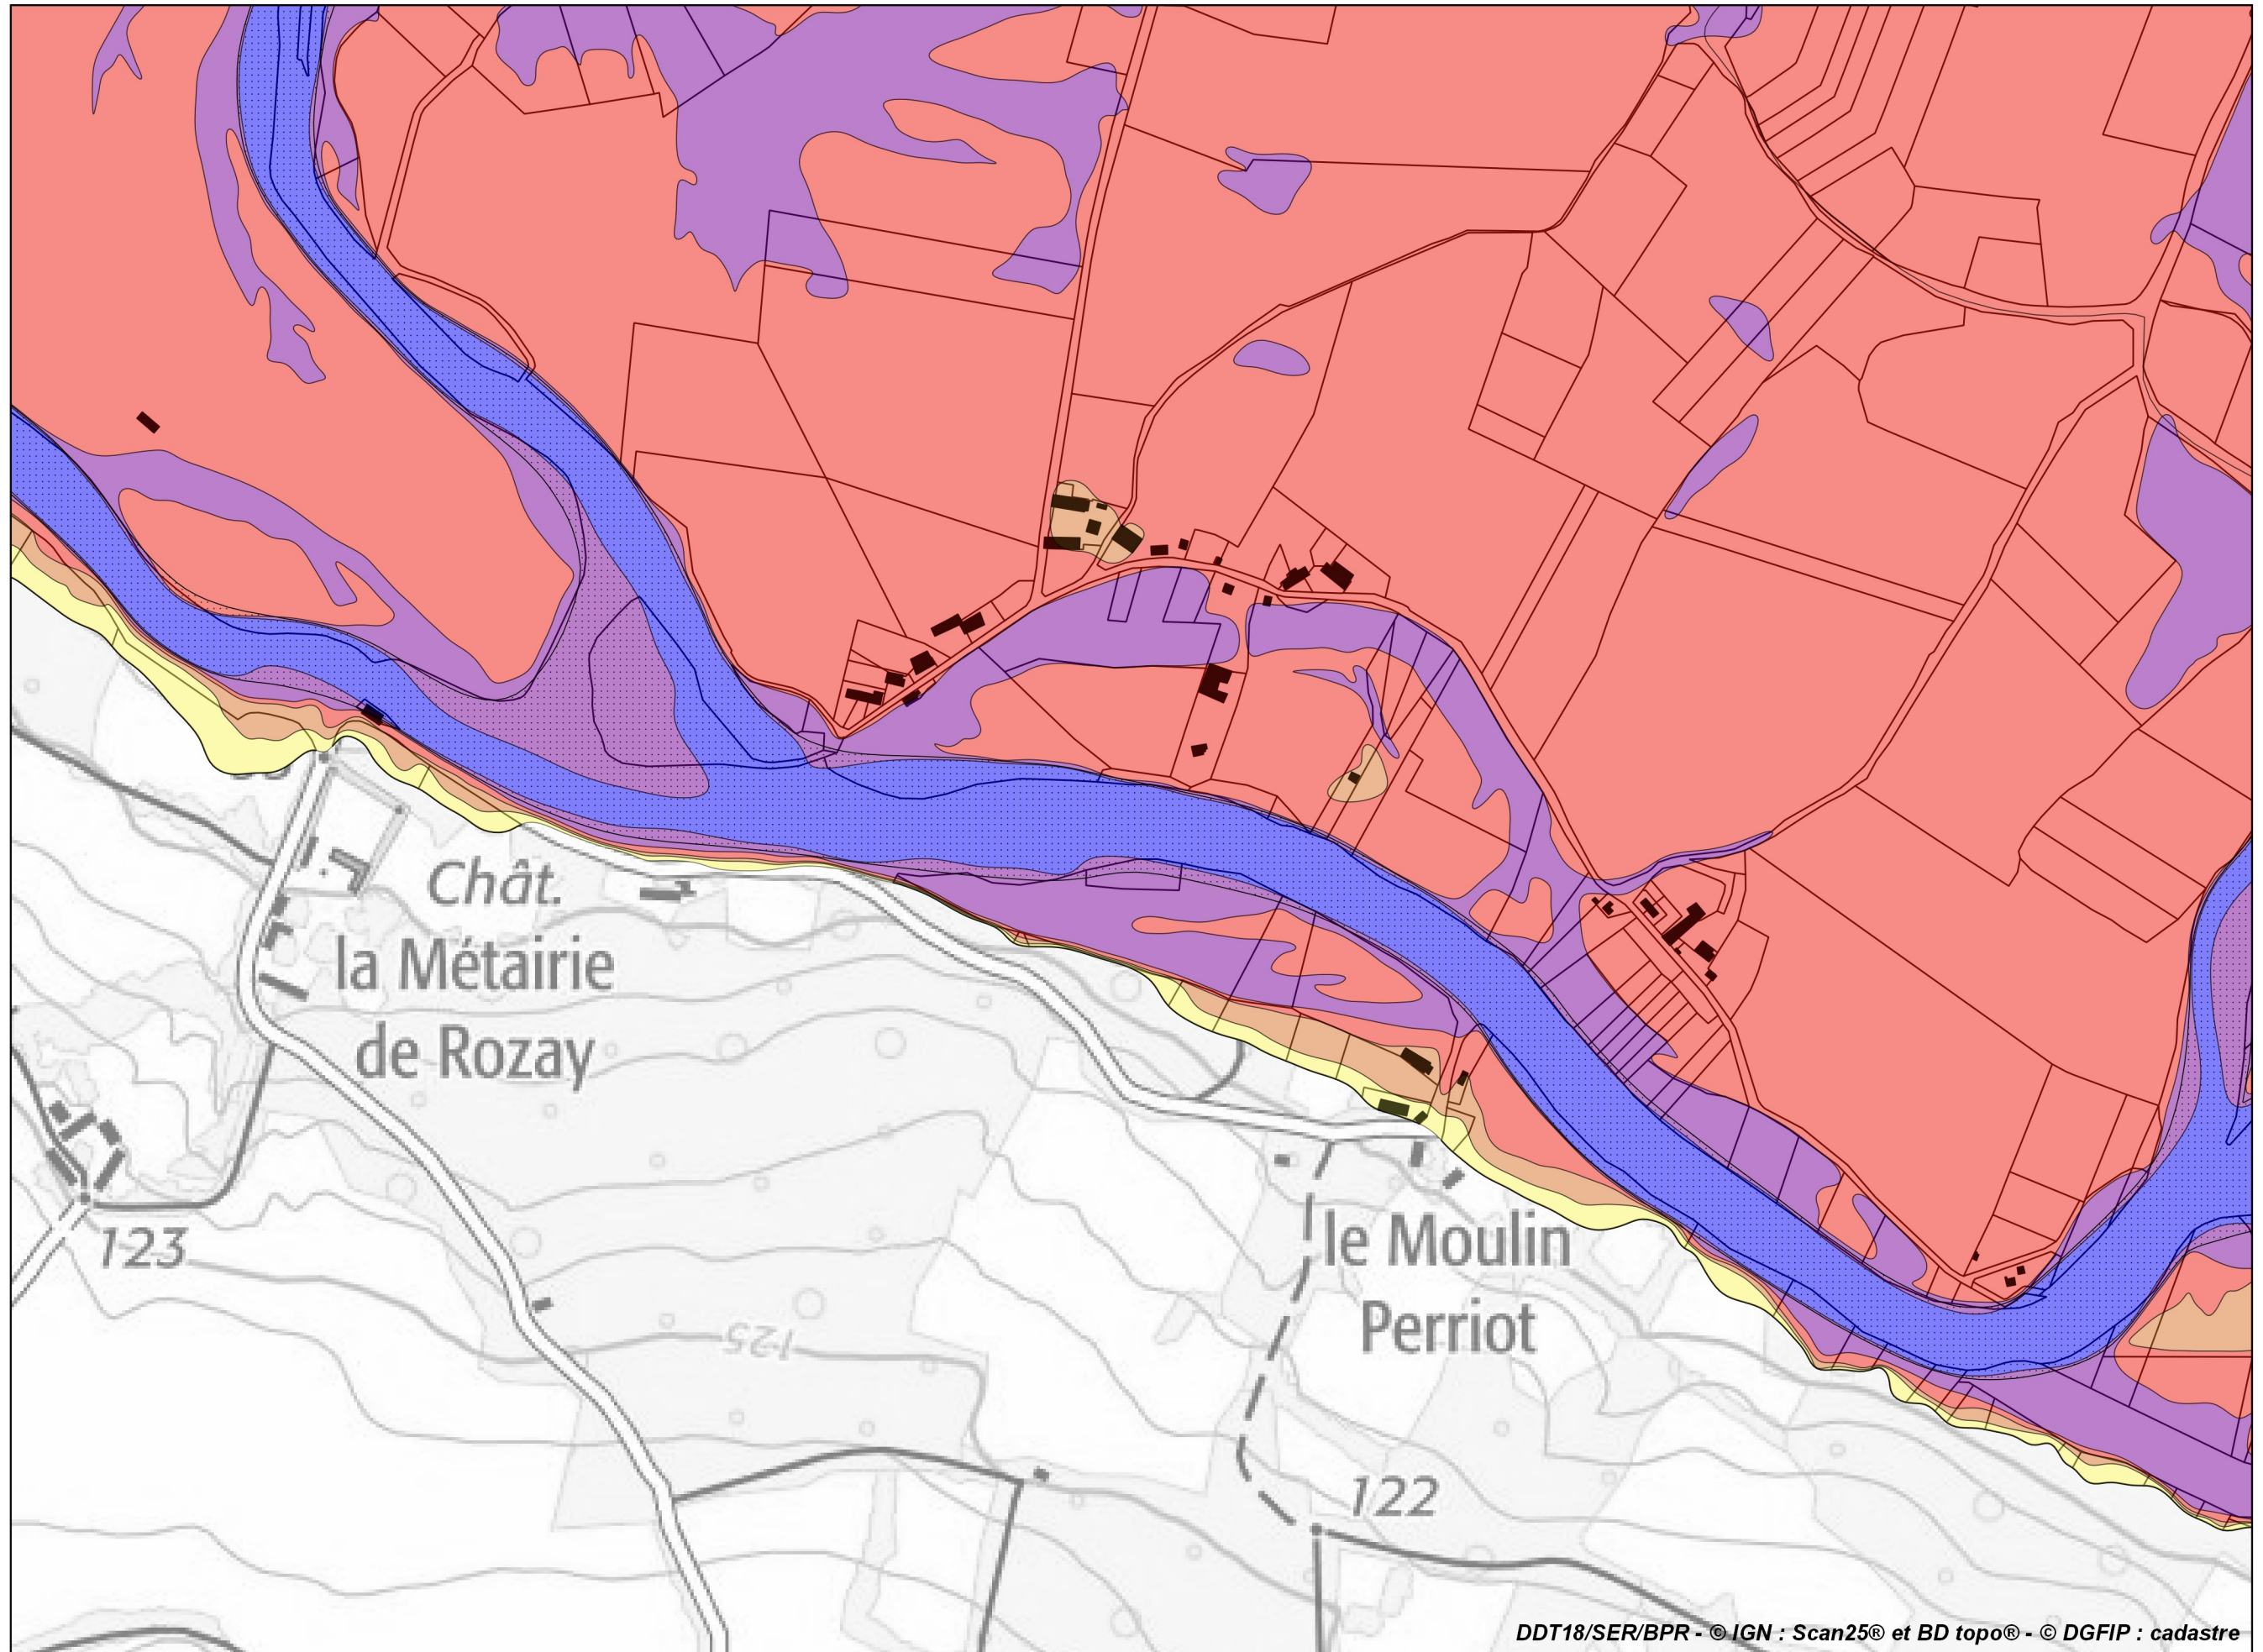 Chât.
la Métairie
de Rozay
123
le Moulin
Perriot
125
122
DDT18/SER/BPR - © IGN : Scan25® et BD topo® - © DGFIP : cadastre